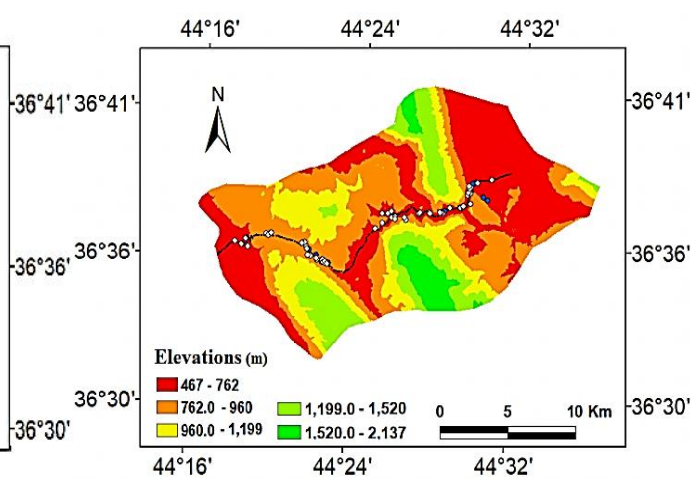 44°16' 44°24' 44°32'
36°41' 36°41' 36°41'
N
36°36' 36°36' 36°36'
Elevations (m)
467 - 762
762.0 - 960
960.0 - 1,199
1,199.0 - 1,520
1.520.0 - 2,137
0 5 10 Km
36°30' 36°30' 36°30'
44°16' 44°24' 44°32'